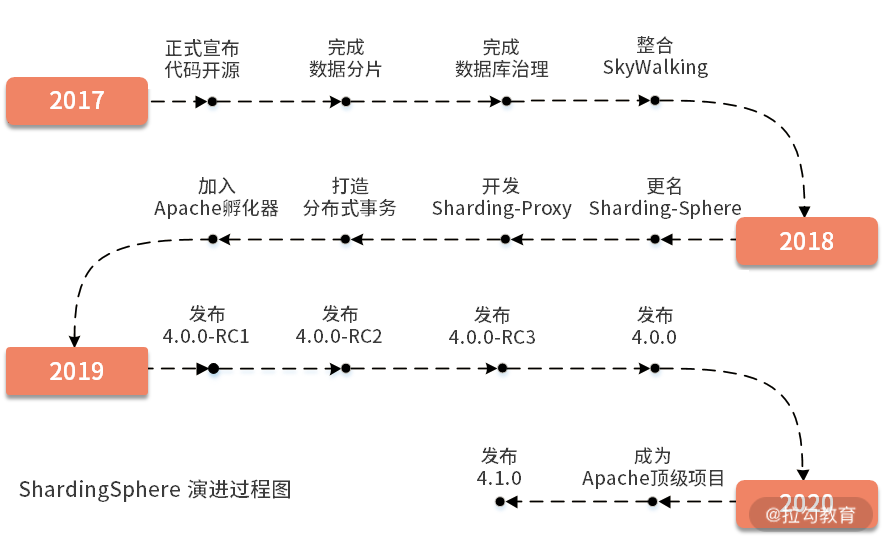 2017
正式宣布
代码开源
完成
数据分片
完成
数据库治理
整合
SkyWalking
2018
更名
Sharding-Sphere
开发
Sharding-Proxy
打造
分布式事务
加入
Apache孵化器
2019
发布
4.0.0-RC1
发布
4.0.0-RC2
发布
4.0.0-RC3
发布
4.0.0
2020
成为
Apache顶级项目
发布
4.1.0
ShardingSphere 演进过程图
@拉勾教育